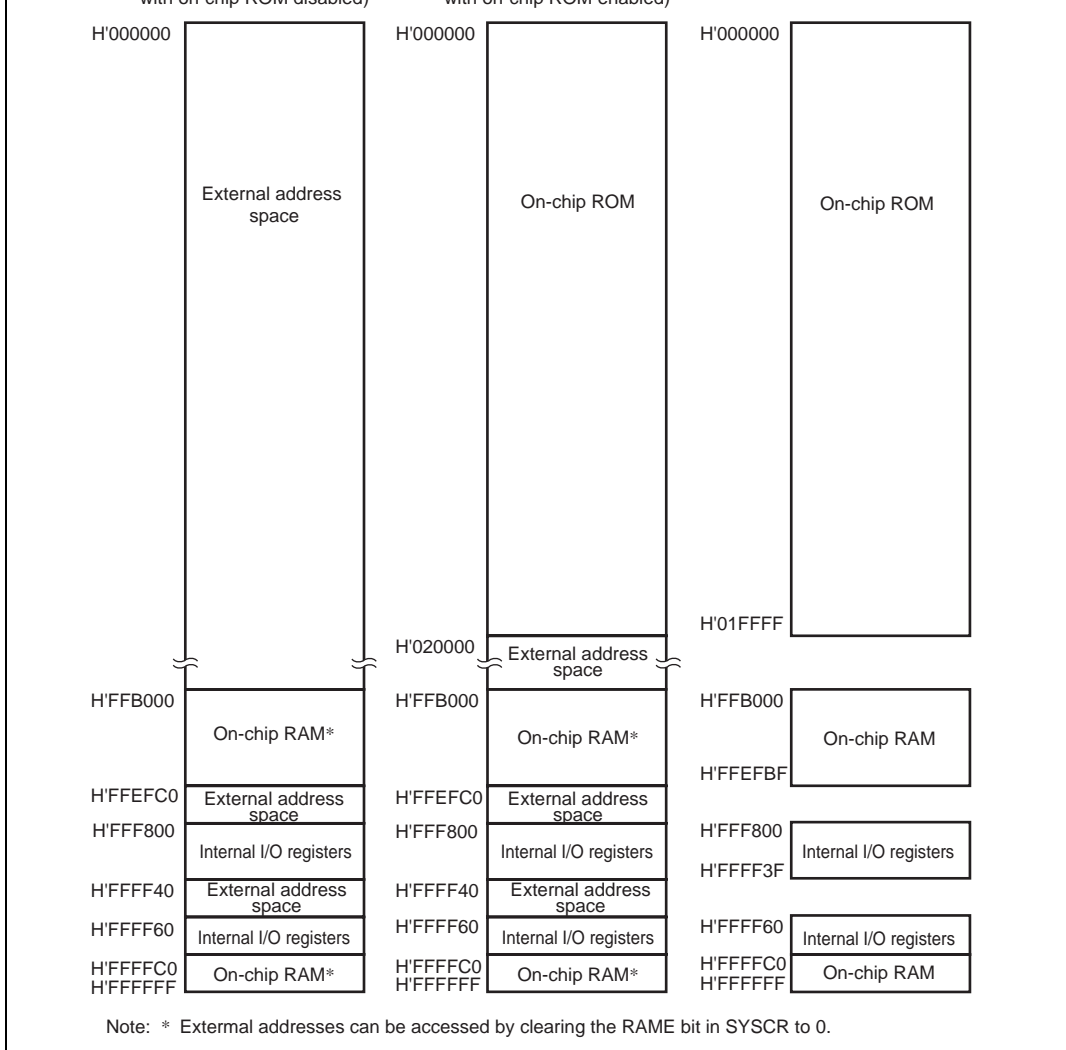 with on-chip ROM disabled)
with on-chip ROM enabled)
H'000000
External address
space
H'FFB000
On-chip RAM*
H'FFEFC0
External address
space
H'FFF800
Internal I/O registers
H'FFFF40
External address
space
H'FFFF60
Internal I/O registers
H'FFFFC0
On-chip RAM*
H'FFFFFF
H'000000
On-chip ROM
H'020000
External address
space
H'FFB000
On-chip RAM*
H'FFEFC0
External address
space
H'FFF800
Internal I/O registers
H'FFFF40
External address
space
H'FFFF60
Internal I/O registers
H'FFFFC0
On-chip RAM*
H'FFFFFF
H'000000
On-chip ROM
H'01FFFF
H'FFB000
On-chip RAM
H'FFEFBF
H'FFF800
Internal I/O registers
H'FFFF3F
H'FFFF60
Internal I/O registers
H'FFFFC0
On-chip RAM
H'FFFFFF
Note: * Extermal addresses can be accessed by clearing the RAME bit in SYSCR to 0.